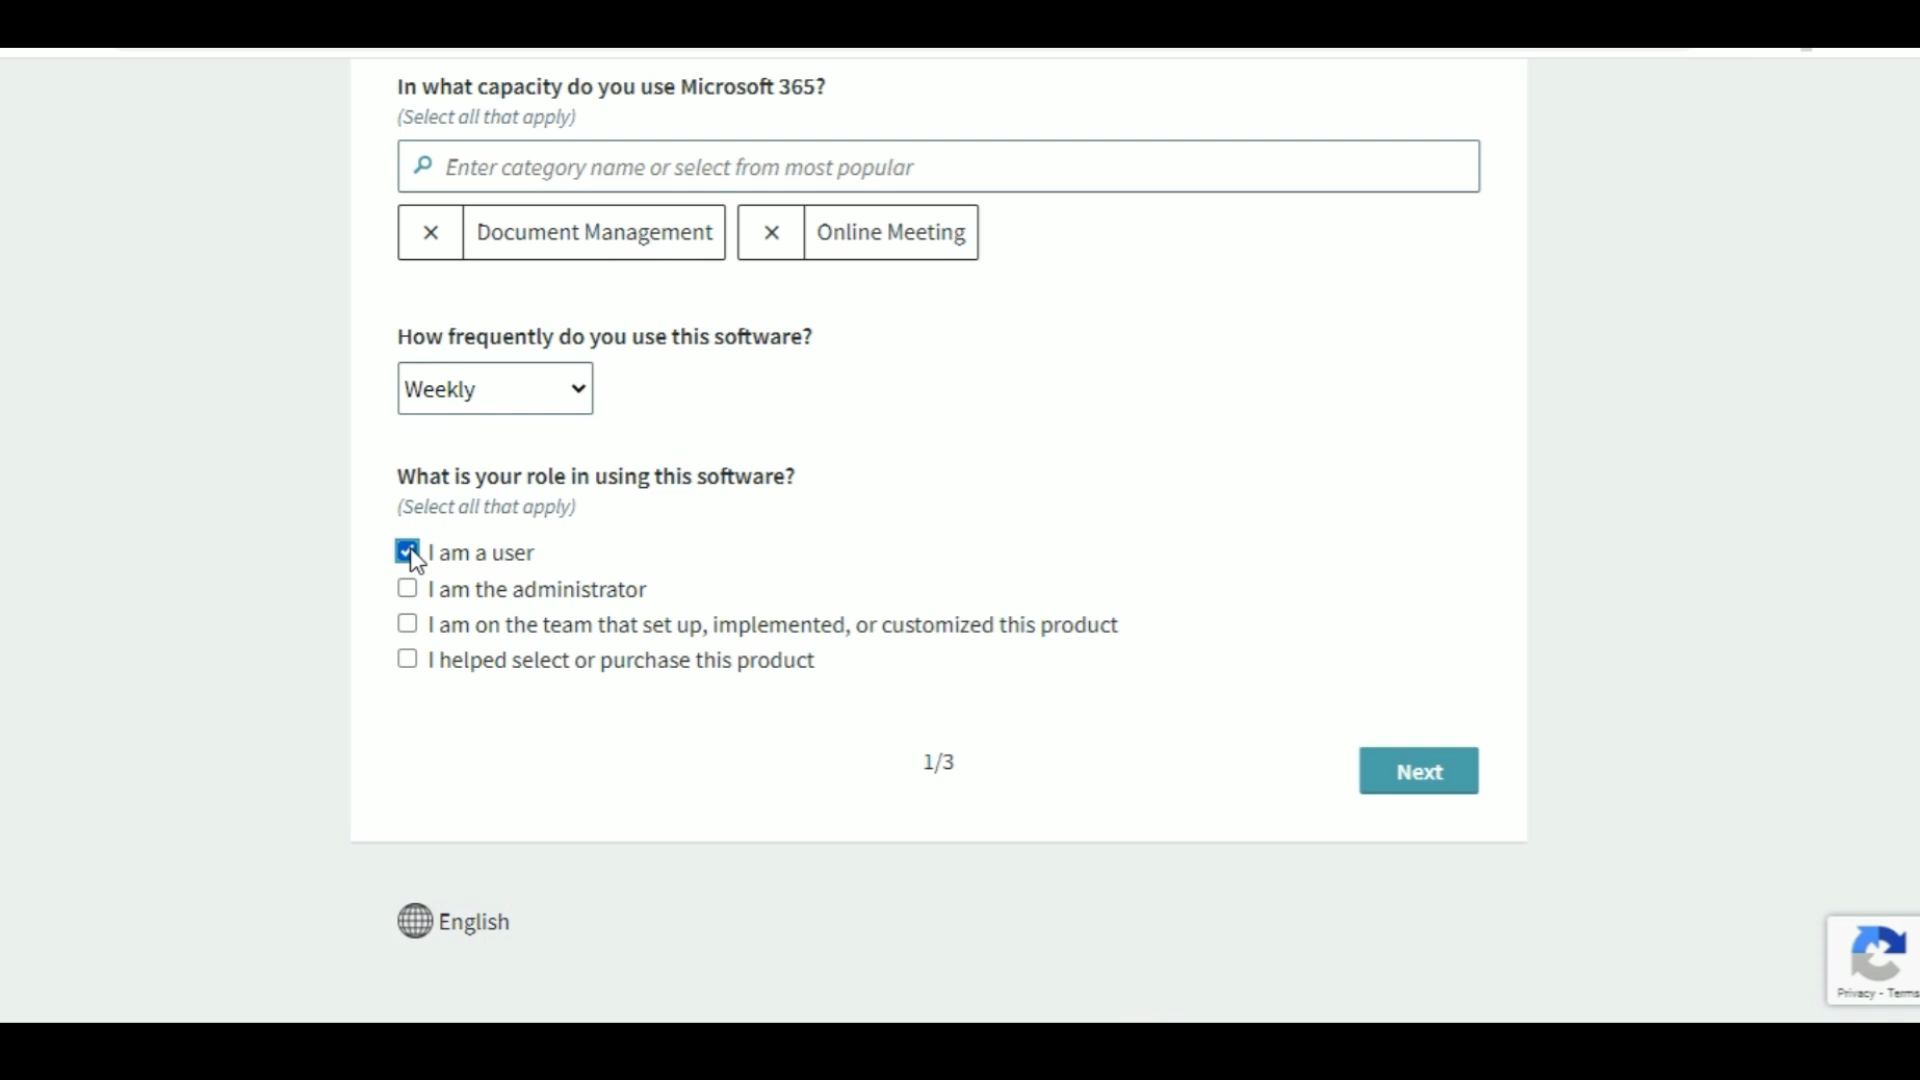 In what capacity do you use Microsoft 365?
(Select all that apply)
Enter category name or select from most popular
× Document Management × Online Meeting
How frequently do you use this software?
Weekly
What is your role in using this software?
(Select all that apply)
I am a user
I am the administrator
I am on the team that set up, implemented, or customized this product
I helped select or purchase this product
1/3
Next
English
Privacy - Terms